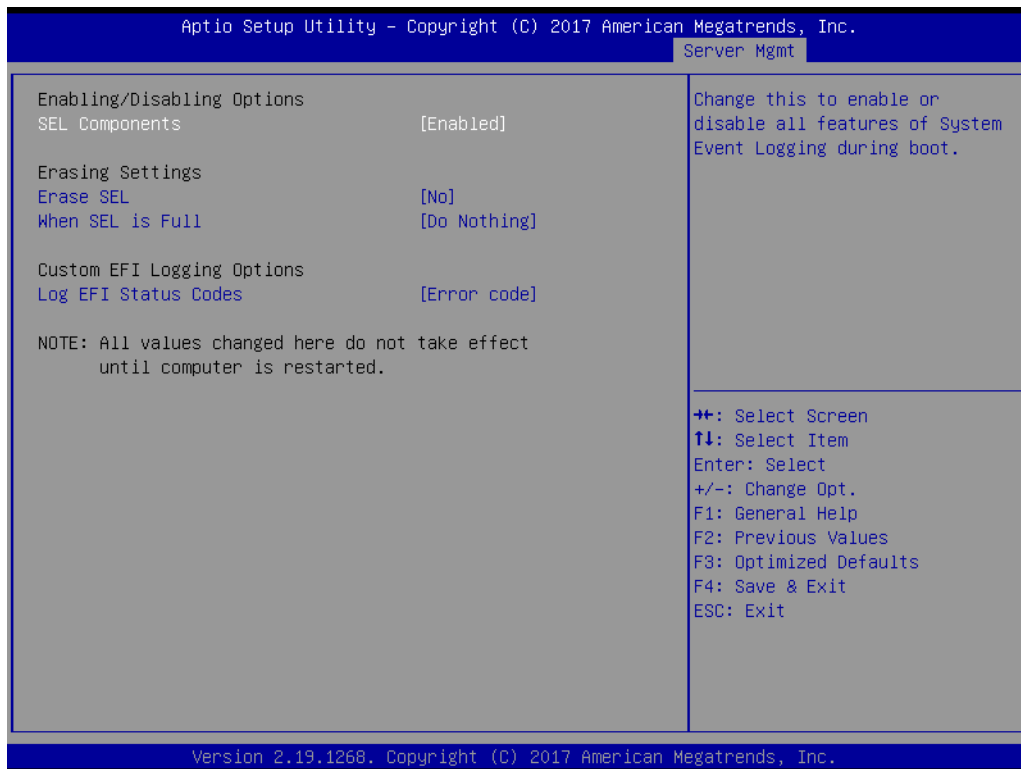 Aptio Setup Utility – Copyright (C) 2017 American Megatrends, Inc.
Server Mgmt
Enabling/Disabling Options
SEL Components [Enabled]
Erasing Settings
Erase SEL [No]
When SEL is Full [Do Nothing]
Custom EFI Logging Options
Log EFI Status Codes [Error code]
NOTE: All values changed here do not take effect
until computer is restarted.
Change this to enable or
disable all features of System
Event Logging during boot.
→←: Select Screen
↑↓: Select Item
Enter: Select
+/-: Change Opt.
F1: General Help
F2: Previous Values
F3: Optimized Defaults
F4: Save & Exit
ESC: Exit
Version 2.19.1268. Copyright (C) 2017 American Megatrends, Inc.